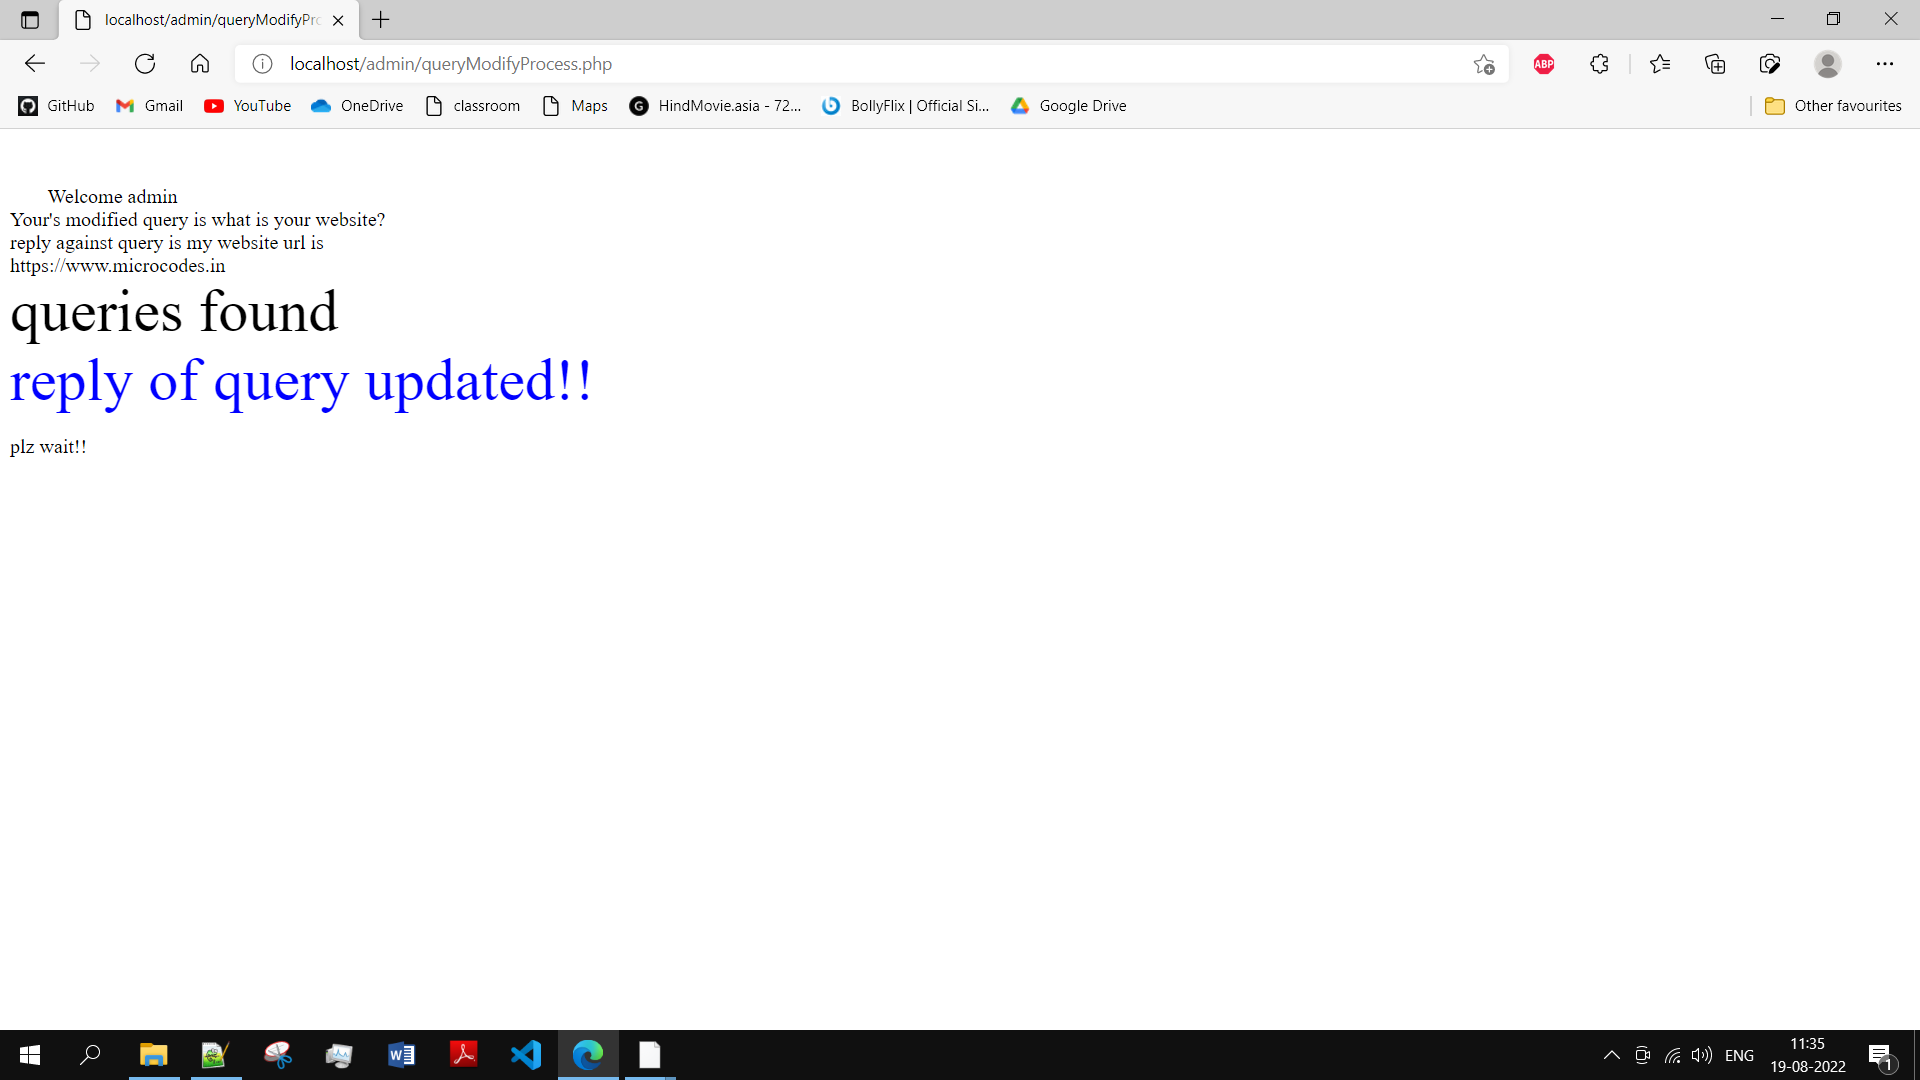 localhost/admin/queryModifyPro
localhost/admin/queryModifyProcess.php
ABP
GitHub Gmail YouTube OneDrive classroom Maps HindMovie.asia - 72... BollyFlix | Official Si... Google Drive Other favourites
Welcome admin
Your's modified query is what is your website?
reply against query is my website url is
https://www.microcodes.in
queries found
reply of query updated!!
plz wait!!
ENG
11:35
19-08-2022
1